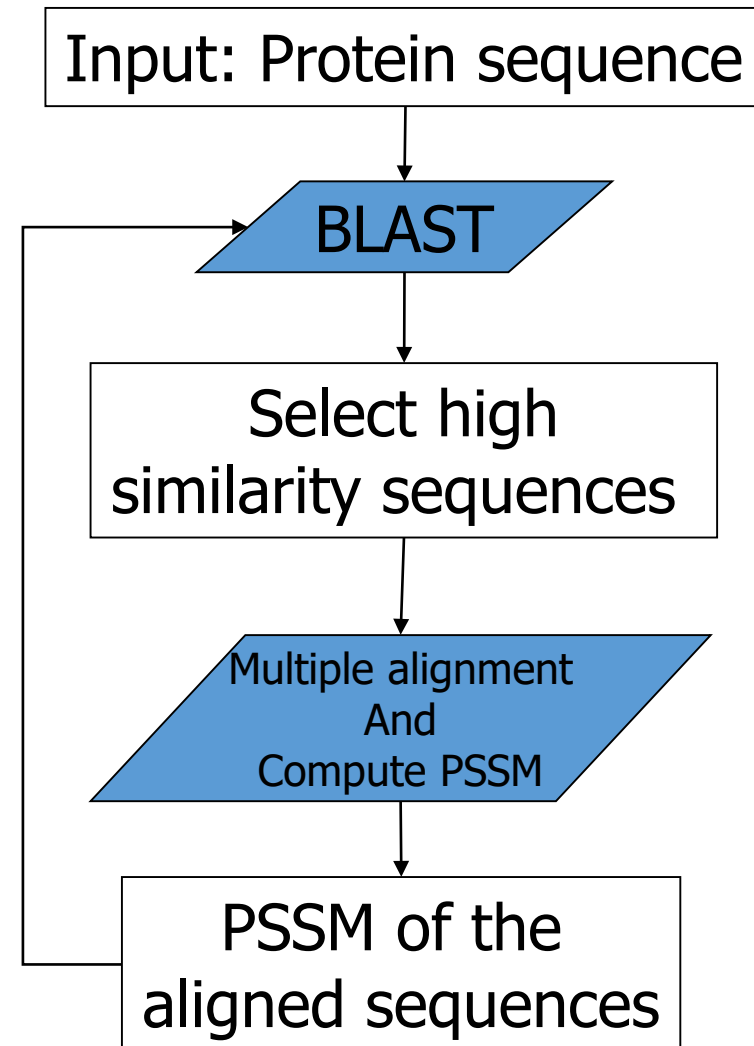 Input: Protein sequence
BLAST
Select high
similarity sequences
Multiple alignment
And
Compute PSSM
PSSM of the
aligned sequences